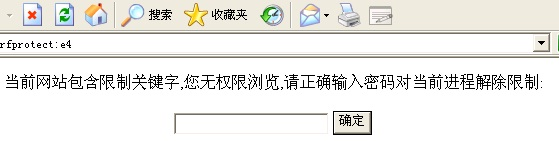 搜索 收藏夹
rfprotect:e4
当前网站包含限制关键字,您无权限浏览,请正确输入密码对当前进程解除限制:
确定